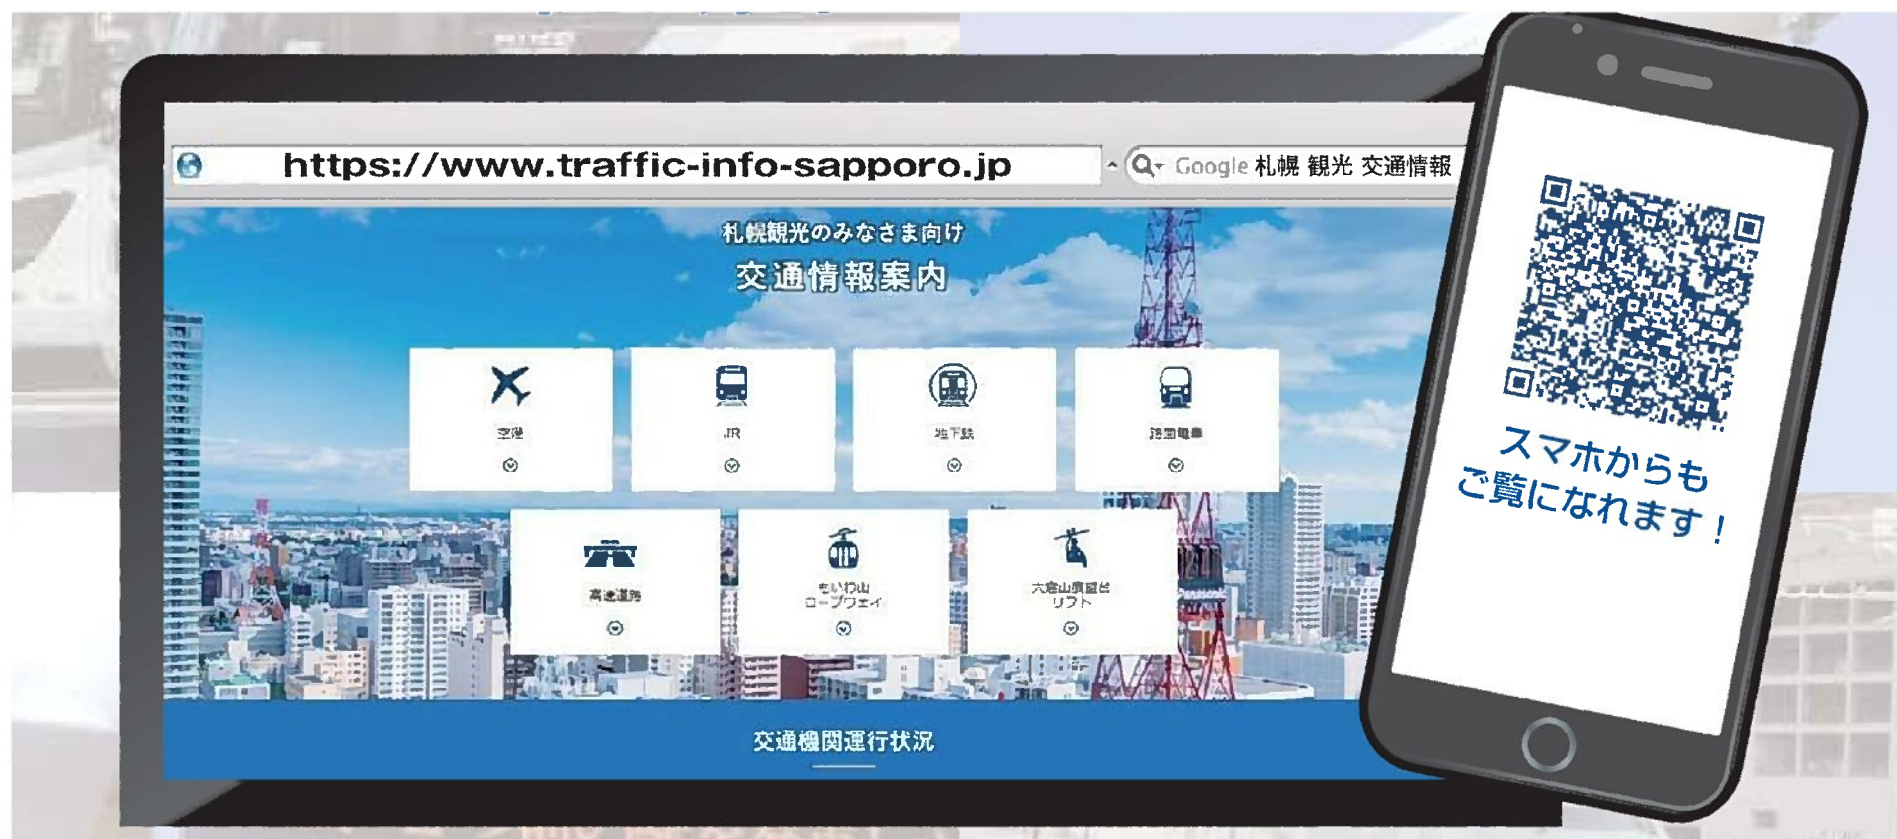 https://www.traffic-info-sapporo.jp
Google 札幌 観光 交通情報
札幌観光のみなさま向け
交通情報案内
空港
JR
地下鉄
路面電車
高速道路
もいわ山
ロープウェイ
大倉山展望台
リフト
Panasonic
交通機関運行状況
スマホからも
ご覧になれます！